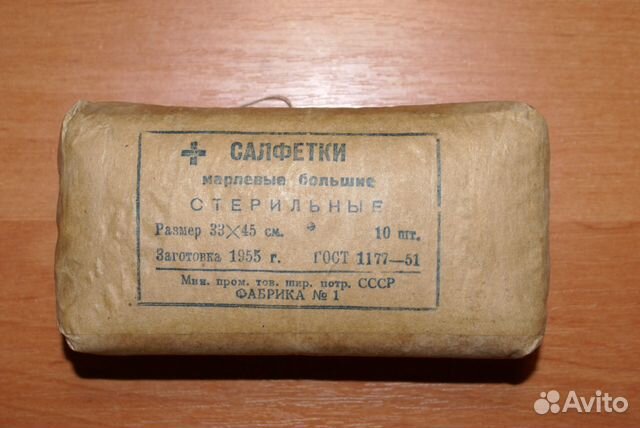 + САЛФЕТКИ
марлевые большие
СТЕРИЛЬНЫЕ
Размер 33×45 см. 10 шт.
Заготовка 1955 г. ГОСТ 1177—51
Мин. пром. тов. шир. потр. СССР
ФАБРИКА № 1
Avito